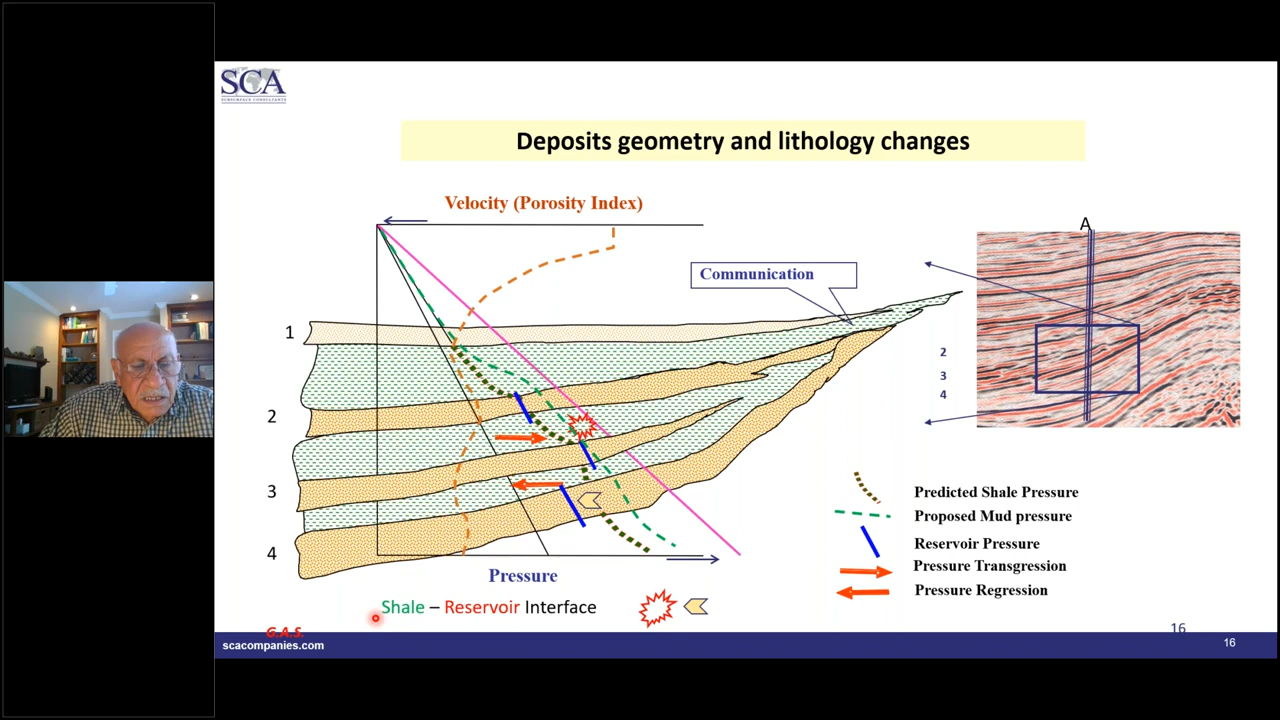 SCA
SUBSURFACE CONSULTANTS
Deposits geometry and lithology changes
Velocity (Porosity Index)
Communication
A
1
2
3
4
2
3
4
Predicted Shale Pressure
Proposed Mud pressure
Reservoir Pressure
Pressure Transgression
Pressure Regression
Pressure
Shale – Reservoir Interface
G.A.S.
scacompanies.com
16
16